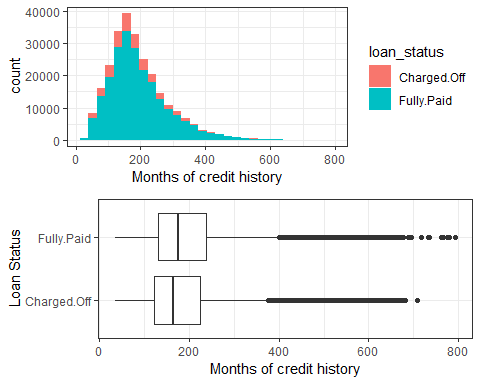 40000
30000
20000
10000
0
count
0 200 400 600 800
Months of credit history
loan_status
Charged.Off
Fully.Paid
Loan Status
Fully.Paid
Charged.Off
0 200 400 600 800
Months of credit history